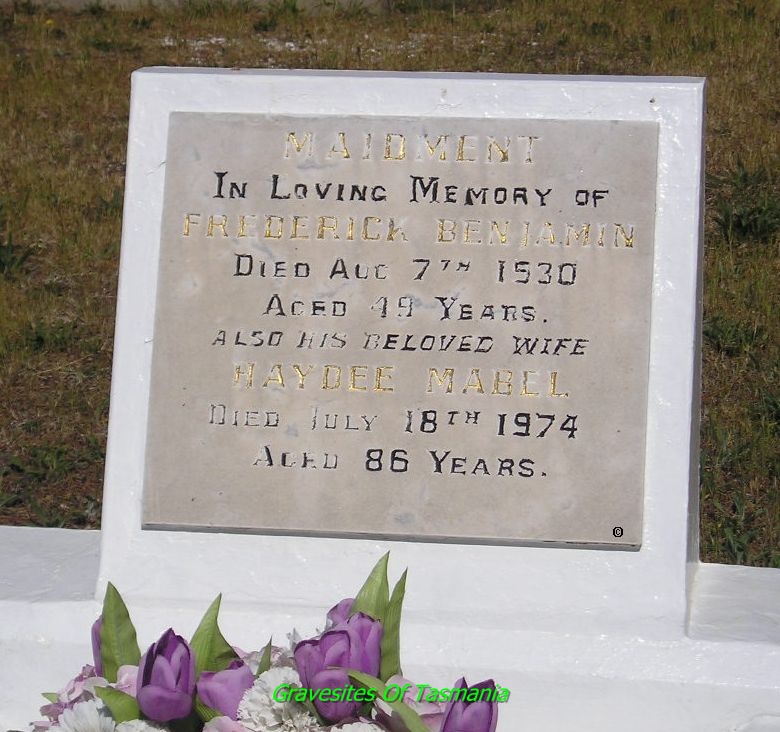 MAIDMENT
IN LOVING MEMORY OF
FREDERICK BENJAMIN
DIED AUG 7TH 1930
AGED 49 YEARS.
ALSO HIS BELOVED WIFE
HAYDEE MABEL
DIED JULY 18TH 1974
AGED 86 YEARS.
©
Gravesites Of Tasmania